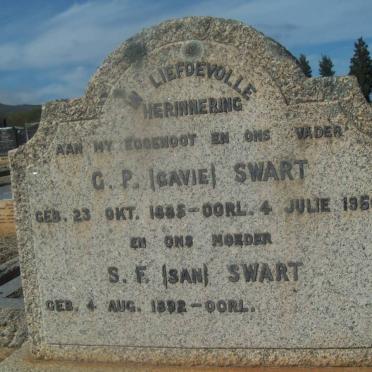 IN LIEFDEVOLLE
HERINNERING
AAN MY EGGENOOT EN ONS VADER
G. P. (GAVIE) SWART
GEB. 23 OKT. 1885-OORL. 4 JULIE
EN ONS MOEDER
S. F. (SAN) SWART
GEB. 4 AUG. 1892-OORL.